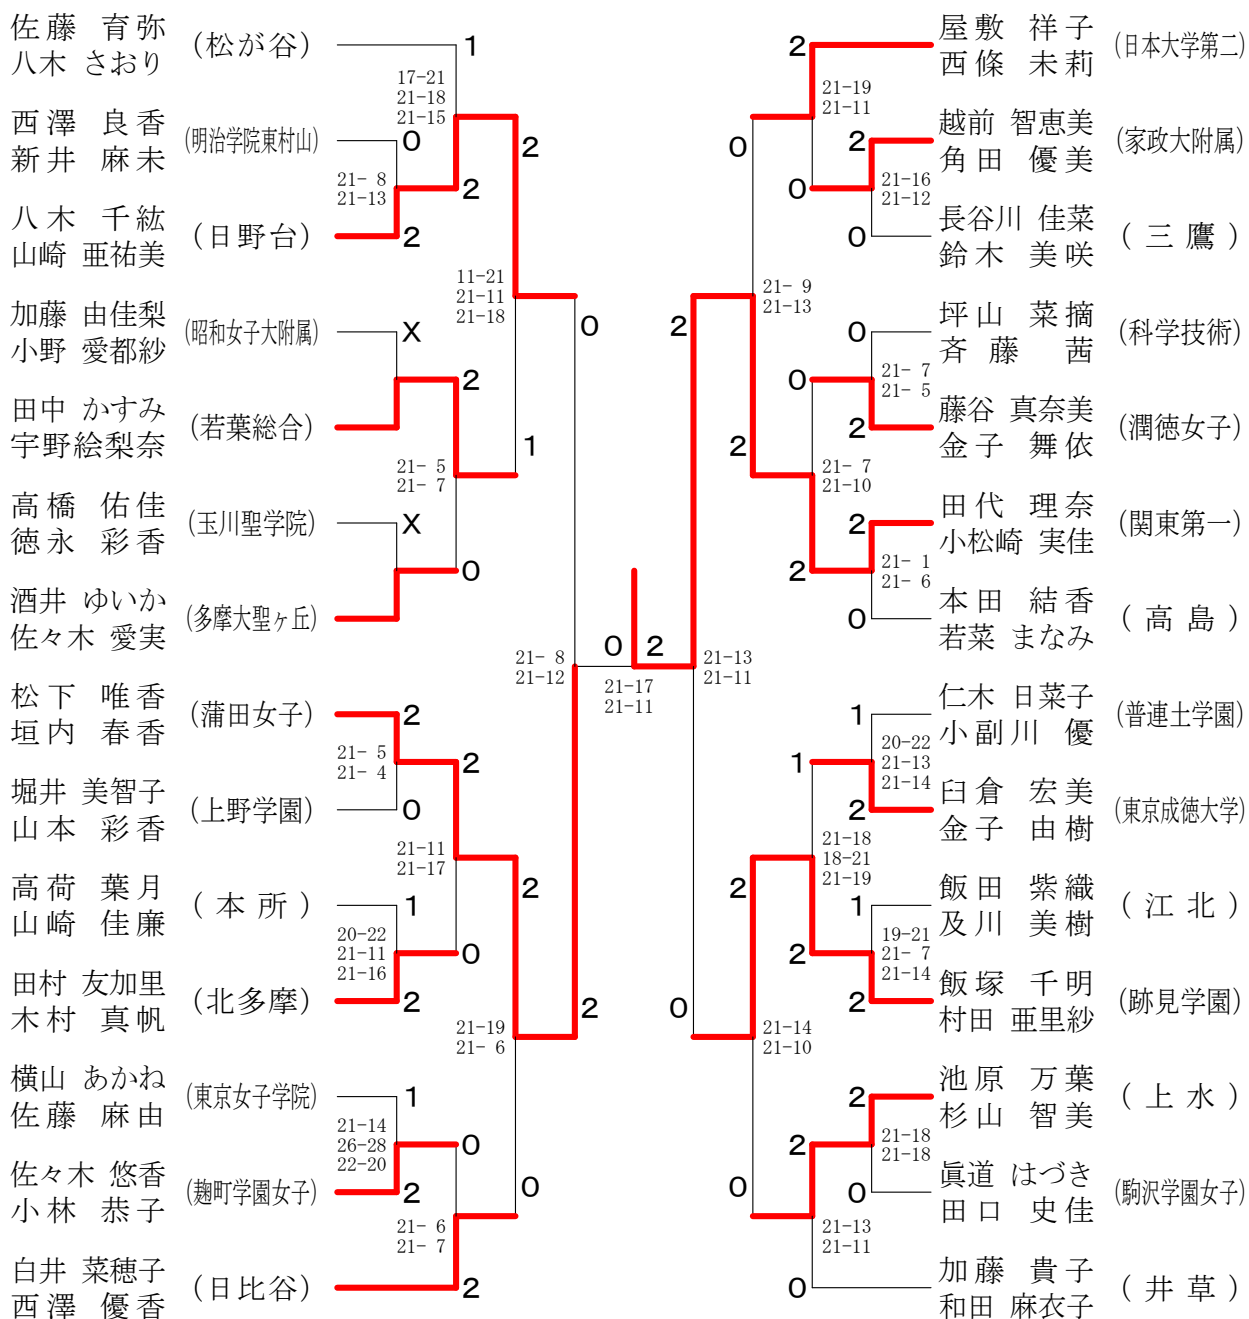 佐藤 育弥
八木 さおり
(松が谷)
1
17-21
21-18
21-15
西澤 良香
新井 麻未
(明治学院東村山)
0
21- 8
21-13
2
2
八木 千紘
山崎 亜祐美
(日野台)
2
11-21
21-11
21-18
0
加藤 由佳梨
小野 愛都紗
(昭和女子大附属)
X
2
田中 かすみ
宇野絵梨奈
(若葉総合)
21- 5
21- 7
1
高橋 佑佳
徳永 彩香
(玉川聖学院)
X
0
酒井 ゆいか
佐々木 愛実
(多摩大聖ヶ丘)
21- 8
21-12
松下 唯香
垣内 春香
(蒲田女子)
2
21- 5
21- 4
2
堀井 美智子
山本 彩香
(上野学園)
0
21-11
21-17
2
高荷 葉月
山崎 佳廉
(本所)
1
20-22
21-11
21-16
0
田村 友加里
木村 真帆
(北多摩)
2
21-19
21- 6
2
横山 あかね
佐藤 麻由
(東京女子学院)
1
21-14
26-28
22-20
0
佐々木 悠香
小林 恭子
(麹町学園女子)
2
21- 6
21- 7
0
白井 菜穂子
西澤 優香
(日比谷)
2
0
2
21-17
21-11
屋敷 祥子
西條 未莉
(日本大学第二)
2
21-19
21-11
越前 智恵美
角田 優美
(家政大附属)
2
21-16
21-12
0
0
長谷川 佳菜
鈴木 美咲
(三鷹)
0
21- 9
21-13
2
坪山 菜摘
斉藤 茜
(科学技術)
0
21- 7
21- 5
0
藤谷 真奈美
金子 舞依
(潤徳女子)
2
2
21- 7
21-10
田代 理奈
小松崎 実佳
(関東第一)
2
21- 1
21- 6
2
本田 結香
若菜 まなみ
(高島)
0
21-13
21-11
仁木 日菜子
小副川 優
(普連土学園)
1
20-22
21-13
21-14
1
臼倉 宏美
金子 由樹
(東京成徳大学)
2
21-18
18-21
21-19
2
飯田 紫織
及川 美樹
(江北)
1
19-21
21- 7
21-14
2
飯塚 千明
村田 亜里紗
(跡見学園)
2
0
21-14
21-10
池原 万葉
杉山 智美
(上水)
2
21-18
21-18
2
眞道 はづき
田口 史佳
(駒沢学園女子)
0
0
21-13
21-11
加藤 貴子
和田 麻衣子
(井草)
0